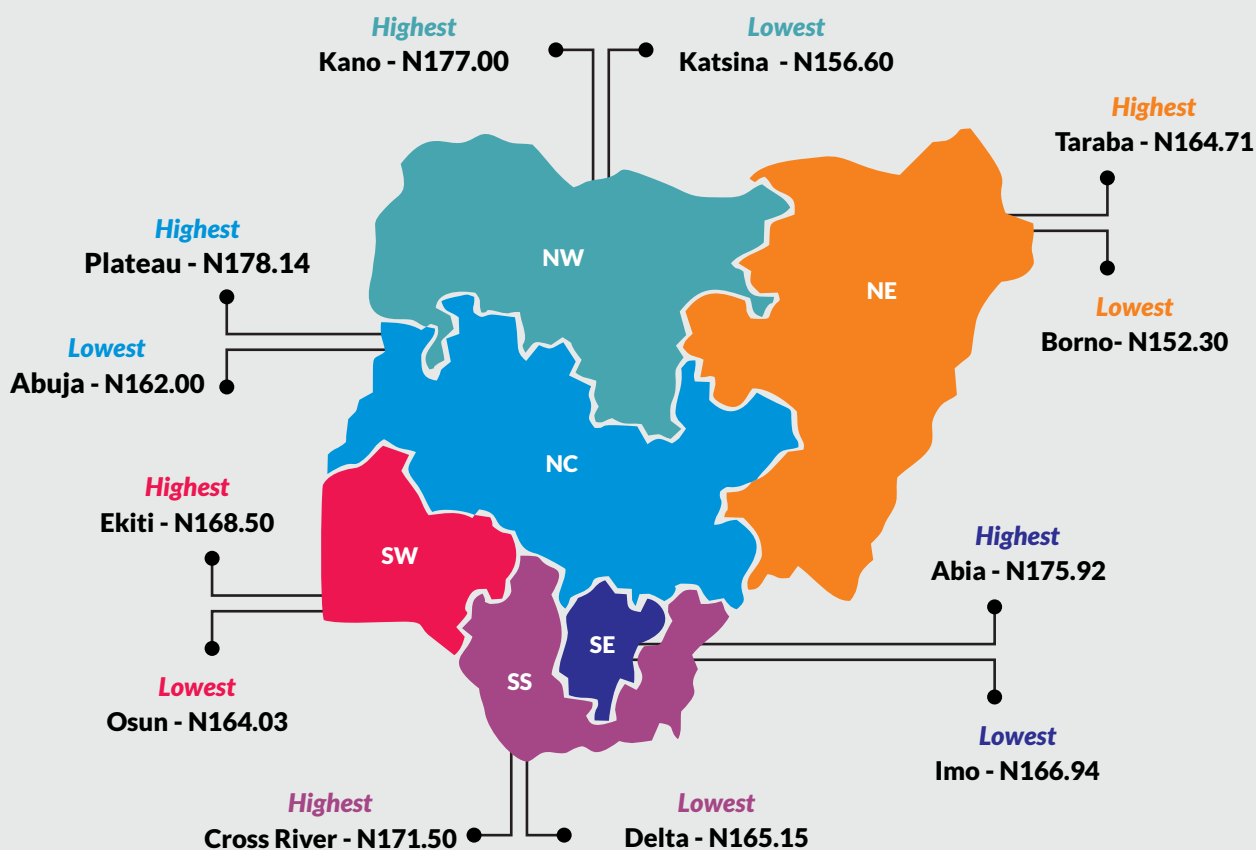 Highest
Kano - N177.00
Lowest
Katsina - N156.60
Highest
Taraba - N164.71
Highest
Plateau - N178.14
NW
NE
Lowest
Borno- N152.30
Lowest
Abuja - N162.00
NC
Highest
Ekiti - N168.50
SW
Highest
Abia - N175.92
SE
SS
Lowest
Osun - N164.03
Lowest
Imo - N166.94
Highest
Cross River - N171.50
Lowest
Delta - N165.15